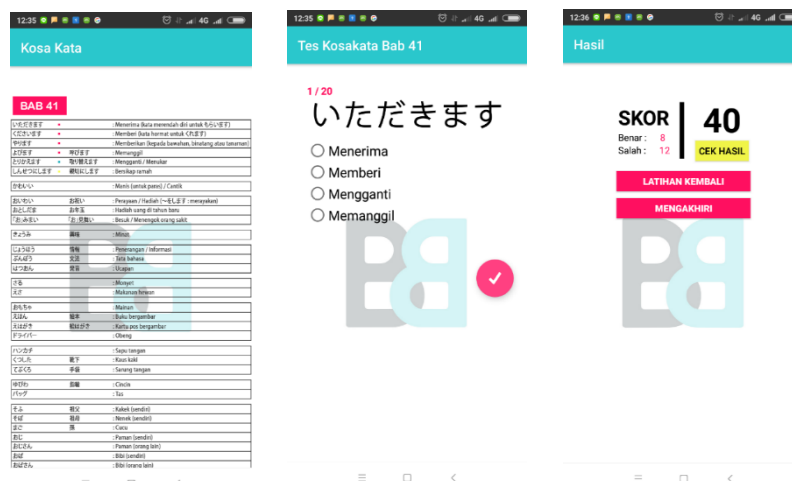 12:35 4G
Kosa Kata
BAB 41
いただきます : Menerima (kata merendah diri untuk もらいます)
くださいます : Memberi (kata hormat untuk くれます)
やります : Memberikan (kepada bawahan, binatang atau tanaman)
よびます 呼びます : Memanggil
とりかえます 取り替えます : Mengganti / Menukar
しんせつにします 親切にします : Bersikap ramah
かわいい : Manis (untuk paras) / Cantik
おいわい お祝い : Perayaan / Hadiah (～をします : merayakan)
おとしだま お年玉 : Hadiah uang di tahun baru
「お」みまい 「お」見舞い : Besuk / Menengok orang sakit
きょうみ 興味 : Minat
じょうほう 情報 : Penerangan / Informasi
ぶんぽう 文法 : Tata bahasa
はつおん 発音 : Ucapan
さる : Monyet
えさ : Makanan hewan
おもちゃ : Mainan
えほん 絵本 : Buku bergambar
えはがき 絵はがき : Kartu pos bergambar
ドライバー : Obeng
ハンカチ : Sapu tangan
くつした 靴下 : Kaus kaki
てぶくろ 手袋 : Sarung tangan
ゆびわ 指輪 : Cincin
バッグ : Tas
そふ 祖父 : Kakek (sendiri)
そぼ 祖母 : Nenek (sendiri)
まご 孫 : Cucu
おじ : Paman (sendiri)
おじさん : Paman (orang lain)
おば : Bibi (sendiri)
おばさん : Bibi (orang lain)
12:35 4G
Tes Kosakata Bab 41
1 / 20
いただきます
Menerima
Memberi
Mengganti
Memanggil
12:36 4G
Hasil
SKOR 40
Benar : 8
Salah : 12
CEK HASIL
LATIHAN KEMBALI
MENGAKHIRI